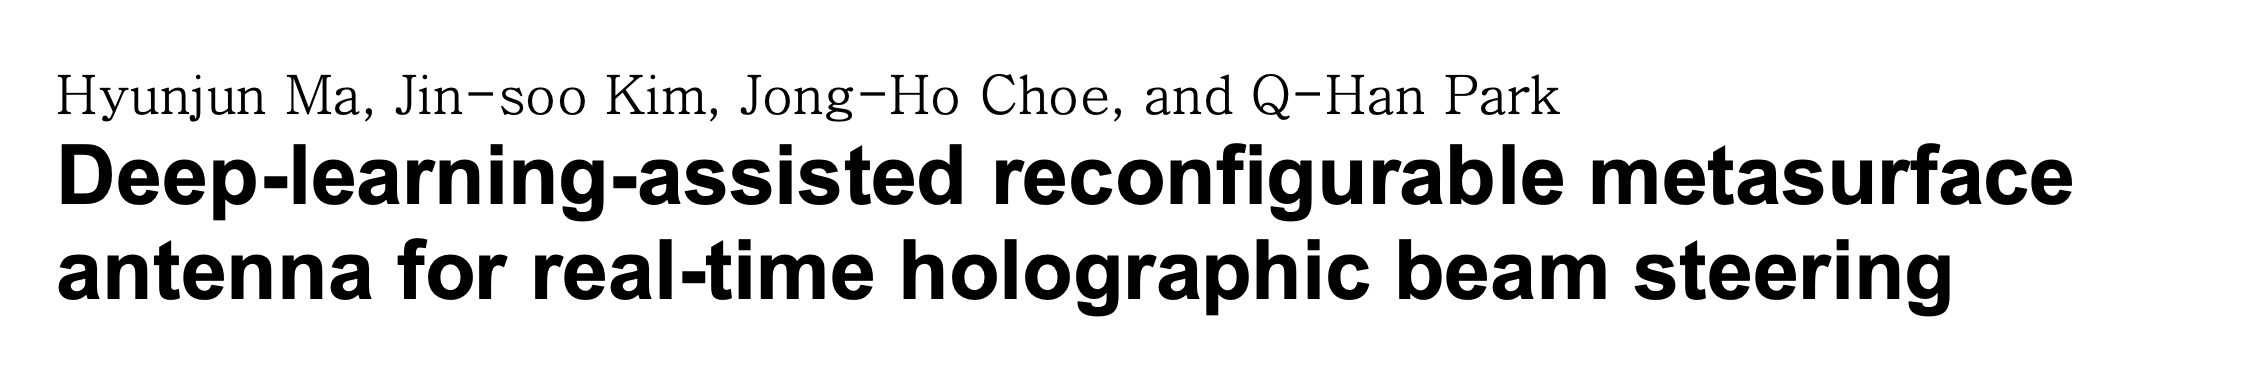 Hyunjun Ma, Jin-soo Kim, Jong-Ho Choe, and Q-Han Park
Deep-learning-assisted reconfigurable metasurface
antenna for real-time holographic beam steering